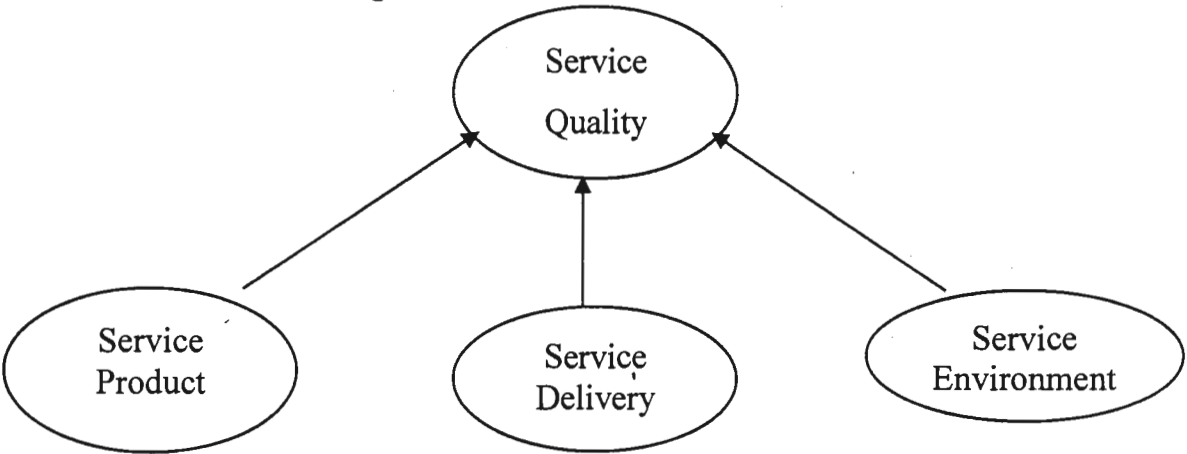 Service
Quality
Service
Product
Service
Delivery
Service
Environment